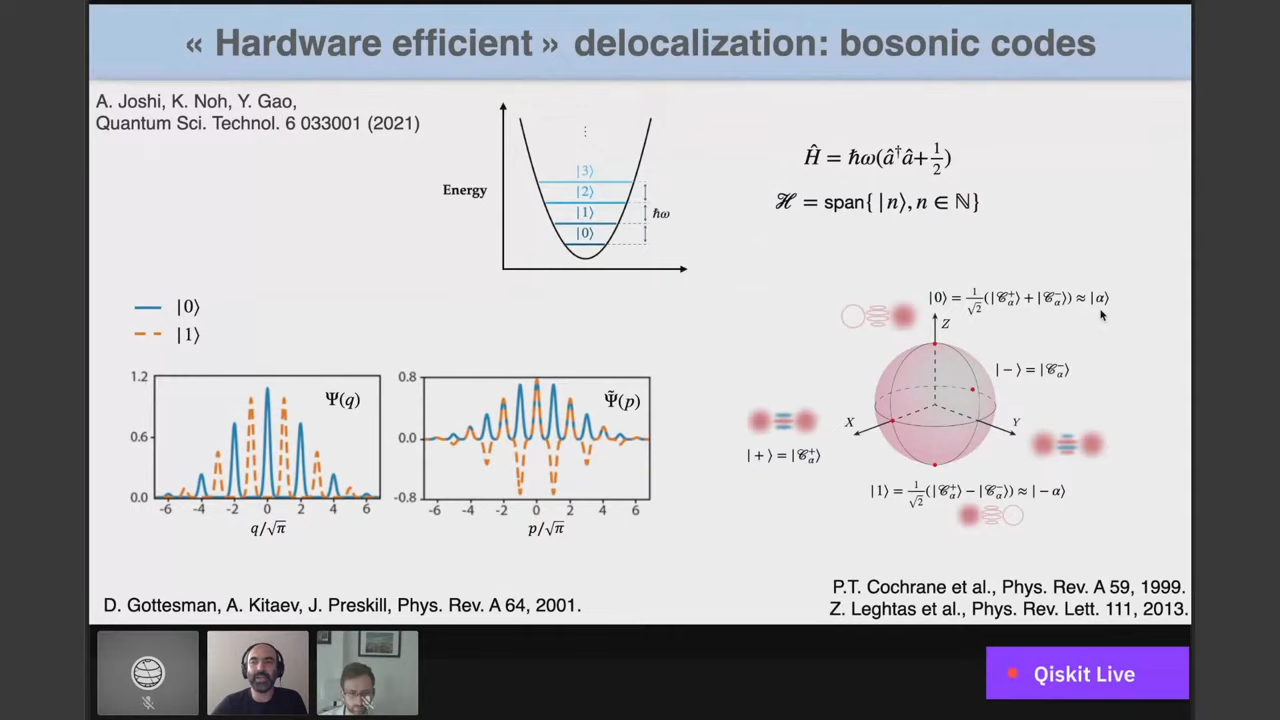 « Hardware efficient » delocalization: bosonic codes
A. Joshi, K. Noh, Y. Gao,
Quantum Sci. Technol. 6 033001 (2021)
Energy
⋮
|3⟩
|2⟩
|1⟩
|0⟩
ℏω
Ĥ = ℏω(â†â+1/2)
ℋ = span{ |n⟩, n ∈ ℕ}
|0⟩
|1⟩
1.2
0.6
0.0
Ψ(q)
-6 -4 -2 0 2 4 6
q/√π
0.8
0.0
-0.8
Ψ̃(p)
-6 -4 -2 0 2 4 6
p/√π
|0⟩ = 1/√2(|𝒞α+⟩ + |𝒞α−⟩) ≈ |α⟩
Z
|−⟩ = |𝒞α−⟩
X
Y
|+⟩ = |𝒞α+⟩
|1⟩ = 1/√2(|𝒞α+⟩ − |𝒞α−⟩) ≈ |−α⟩
D. Gottesman, A. Kitaev, J. Preskill, Phys. Rev. A 64, 2001.
P.T. Cochrane et al., Phys. Rev. A 59, 1999.
Z. Leghtas et al., Phys. Rev. Lett. 111, 2013.
Qiskit Live